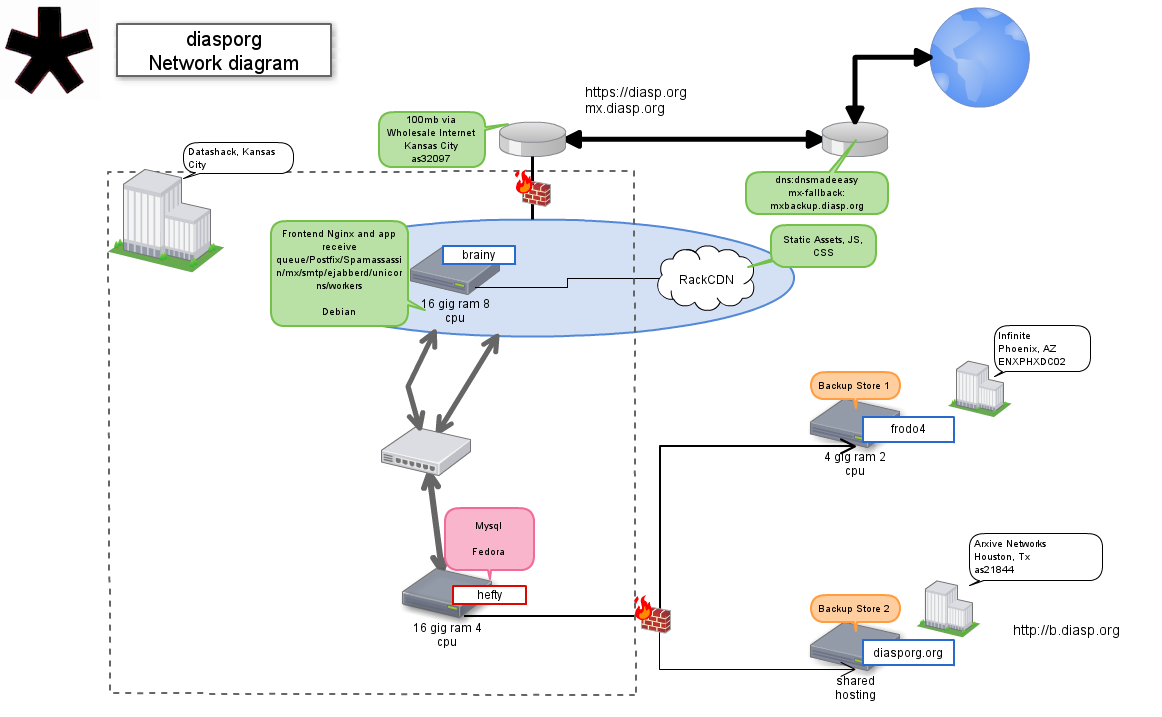 diasporg
Network diagram
https://diasp.org
mx.diasp.org
100mb via
Wholesale Internet
Kansas City
as32097
Datashack, Kansas
City
dns:dnsmadeeasy
mx-fallback:
mxbackup.diasp.org
Frontend Nginx and app
receive
queue/Postfix/Spamassassi
n/mx/smtp/ejabberd/unicor
ns/workers
Debian
brainy
16 gig ram 8
cpu
Static Assets, JS,
CSS
RackCDN
Infinite
Phoenix, AZ
ENXPHXDC02
Backup Store 1
frodo4
4 gig ram 2
cpu
Mysql
Fedora
hefty
16 gig ram 4
cpu
Arxive Networks
Houston, Tx
as21844
Backup Store 2
diasporg.org
shared
hosting
http://b.diasp.org